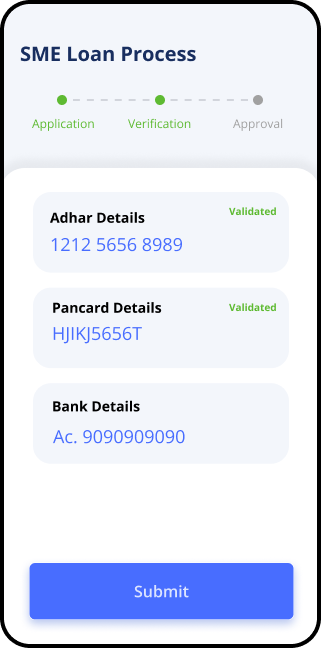 SME Loan Process
Application Verification Approval
Adhar Details Validated
1212 5656 8989
Pancard Details Validated
HJIKJ5656T
Bank Details
Ac. 9090909090
Submit